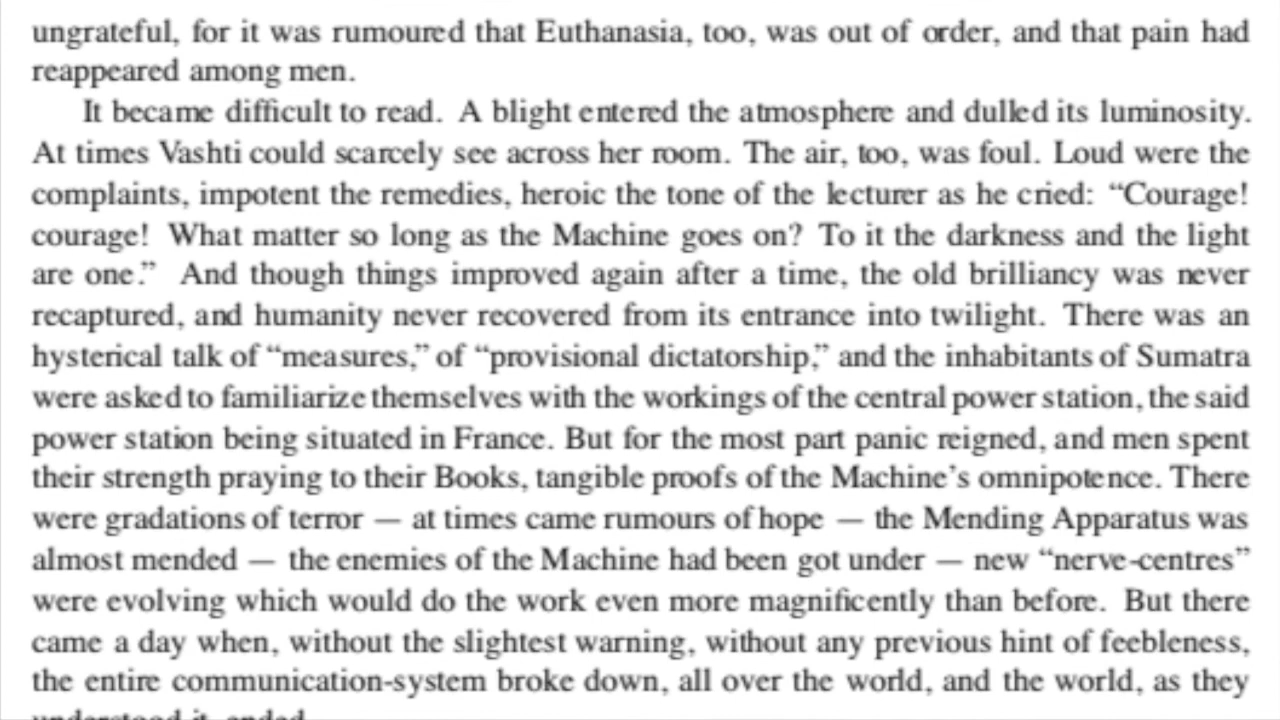 ungrateful, for it was rumoured that Euthanasia, too, was out of order, and that pain had
reappeared among men.
It became difficult to read. A blight entered the atmosphere and dulled its luminosity.
At times Vashti could scarcely see across her room. The air, too, was foul. Loud were the
complaints, impotent the remedies, heroic the tone of the lecturer as he cried: “Courage!
courage! What matter so long as the Machine goes on? To it the darkness and the light
are one.” And though things improved again after a time, the old brilliancy was never
recaptured, and humanity never recovered from its entrance into twilight. There was an
hysterical talk of “measures,” of “provisional dictatorship,” and the inhabitants of Sumatra
were asked to familiarize themselves with the workings of the central power station, the said
power station being situated in France. But for the most part panic reigned, and men spent
their strength praying to their Books, tangible proofs of the Machine’s omnipotence. There
were gradations of terror — at times came rumours of hope — the Mending Apparatus was
almost mended — the enemies of the Machine had been got under — new “nerve-centres”
were evolving which would do the work even more magnificently than before. But there
came a day when, without the slightest warning, without any previous hint of feebleness,
the entire communication-system broke down, all over the world, and the world, as they
understood it, ended.